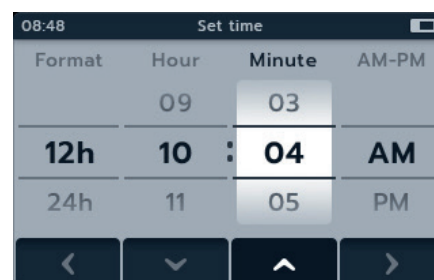 08:48 Set time
Format Hour Minute AM-PM
09 03
12h 10 : 04 AM
24h 11 05 PM